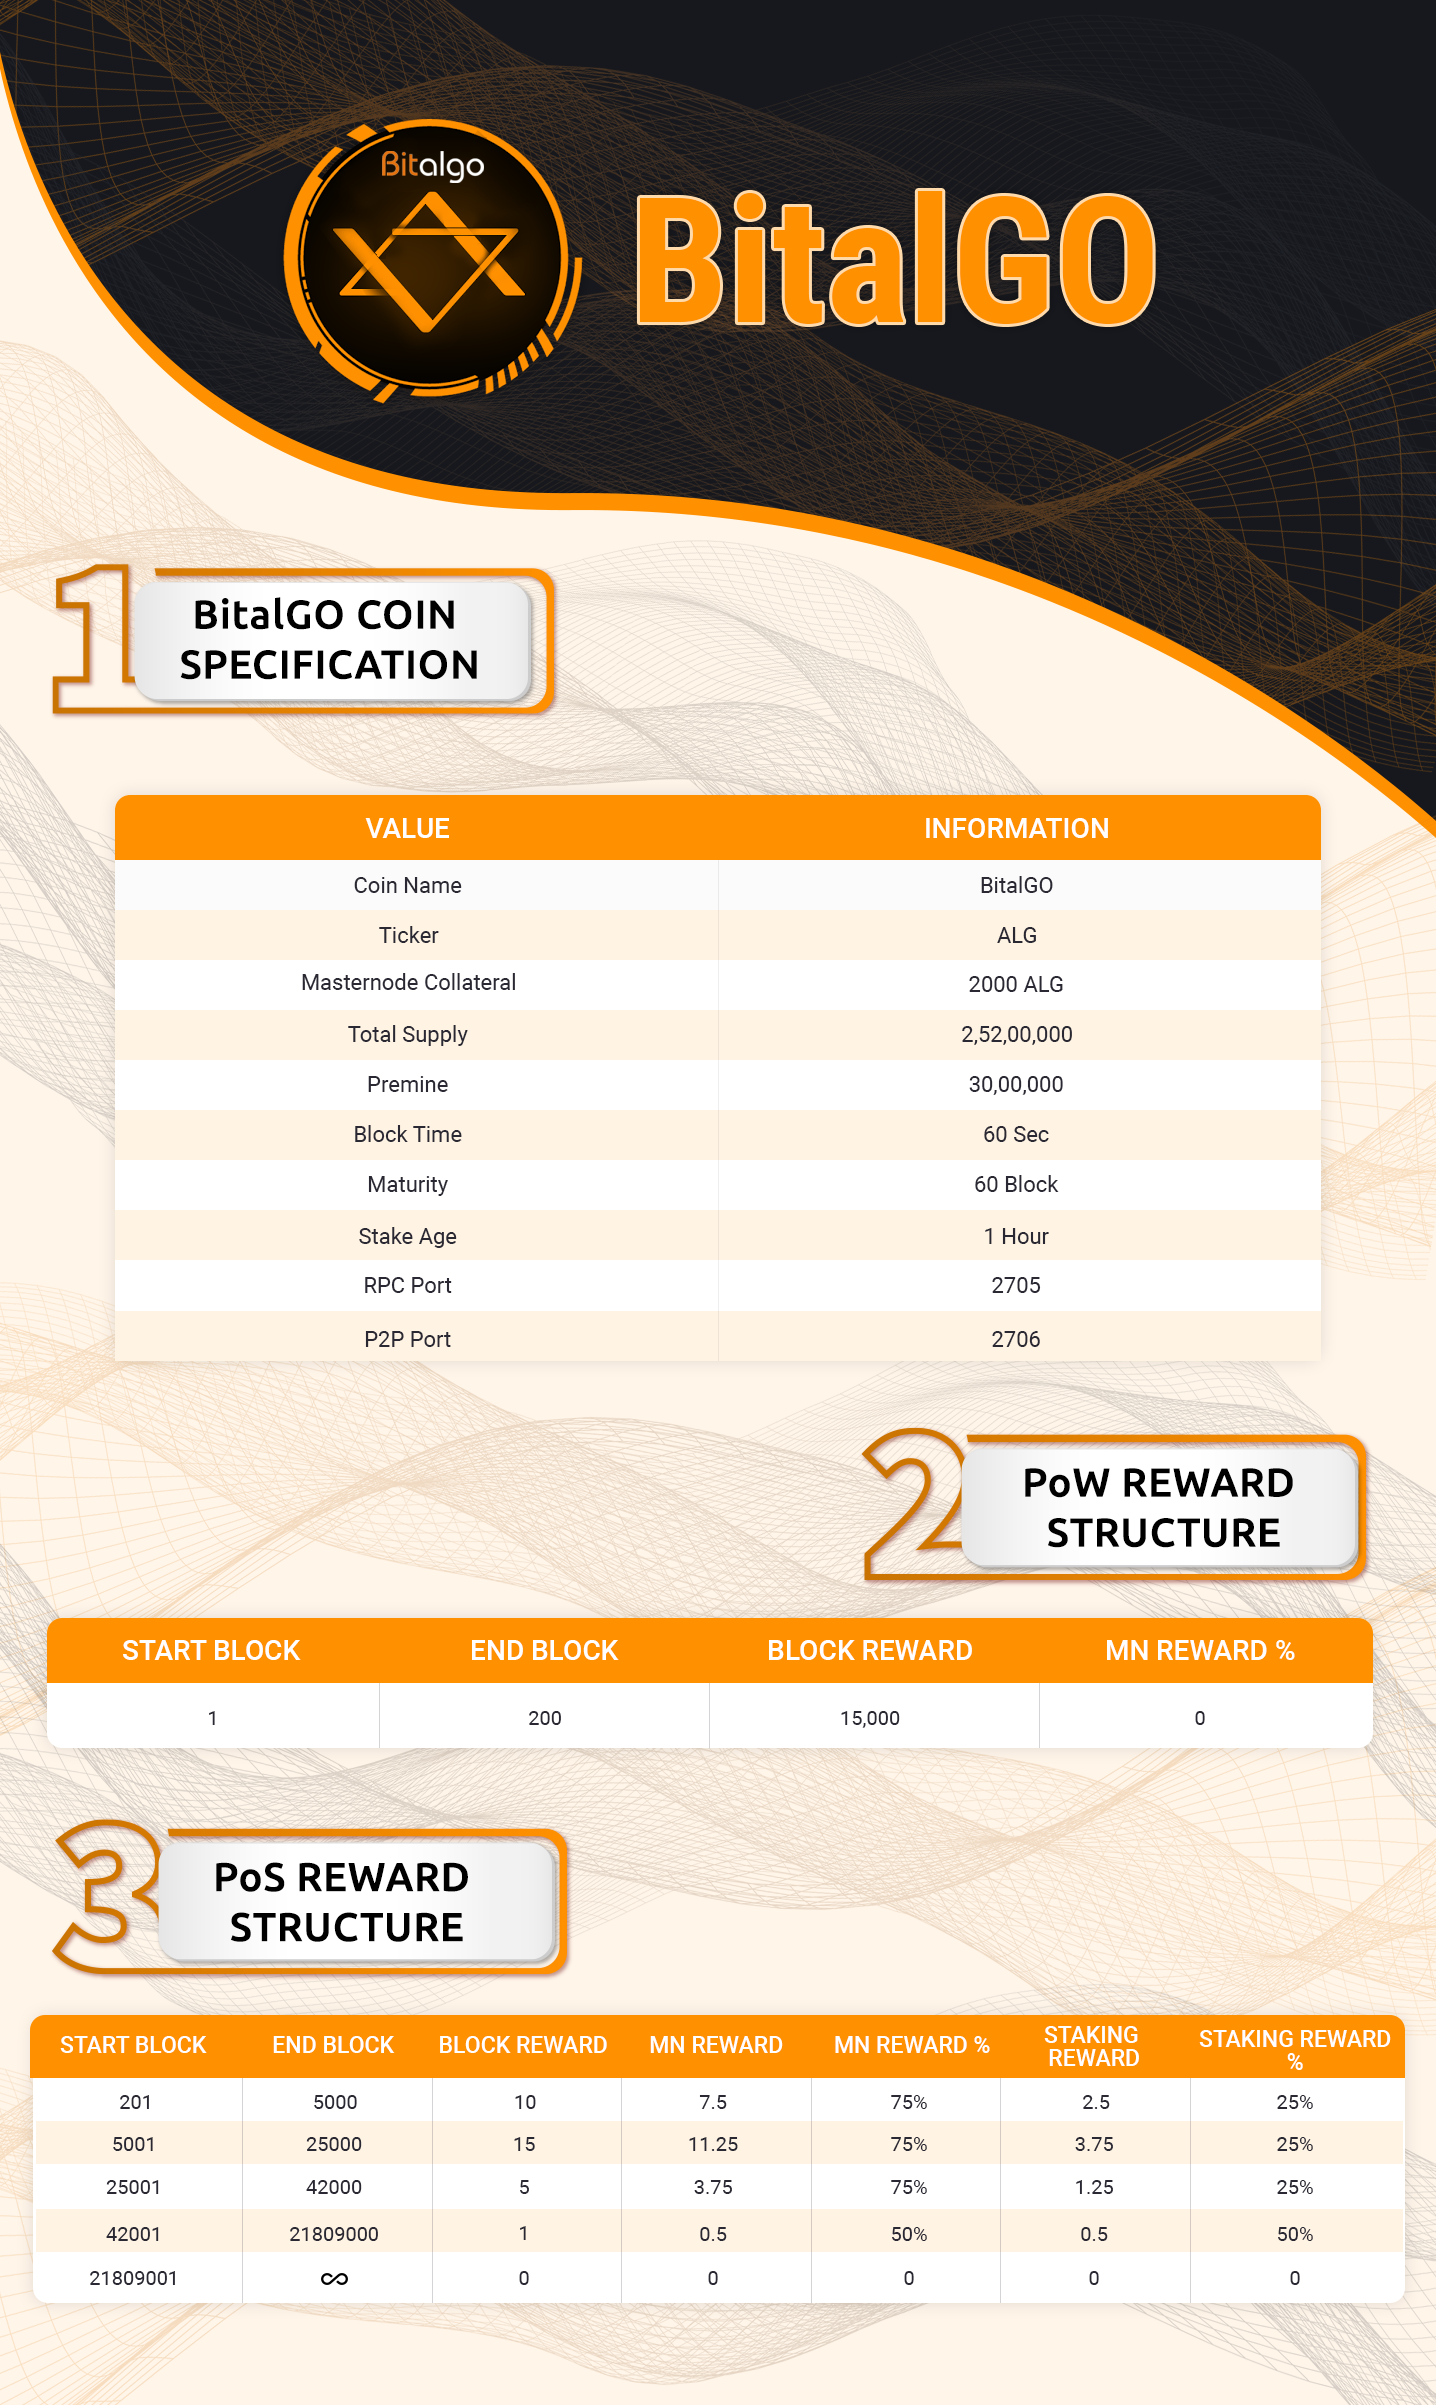 Bitalgo
BitalGO
1
BitalGO COIN
SPECIFICATION
VALUE INFORMATION
Coin Name BitalGO
Ticker ALG
Masternode Collateral 2000 ALG
Total Supply 2,52,00,000
Premine 30,00,000
Block Time 60 Sec
Maturity 60 Block
Stake Age 1 Hour
RPC Port 2705
P2P Port 2706
2
PoW REWARD
STRUCTURE
START BLOCK END BLOCK BLOCK REWARD MN REWARD %
1 200 15,000 0
3
PoS REWARD
STRUCTURE
START BLOCK END BLOCK BLOCK REWARD MN REWARD MN REWARD % STAKING REWARD STAKING REWARD %
201 5000 10 7.5 75% 2.5 25%
5001 25000 15 11.25 75% 3.75 25%
25001 42000 5 3.75 75% 1.25 25%
42001 21809000 1 0.5 50% 0.5 50%
21809001 ∞ 0 0 0 0 0